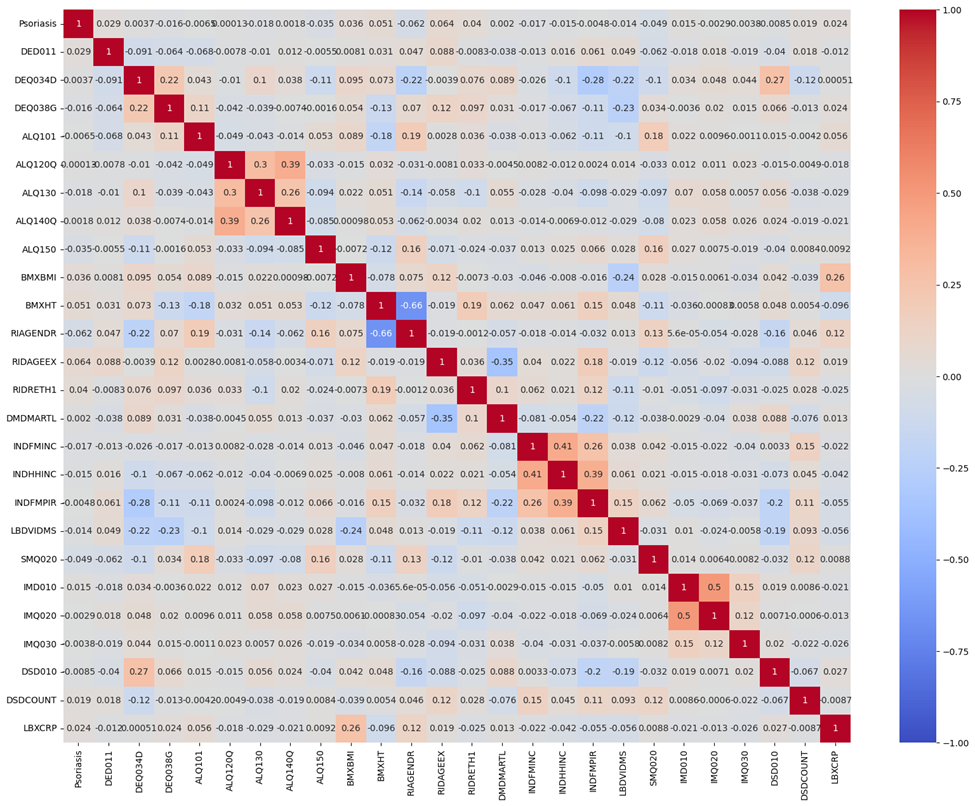 Psoriasis 1 0.029 0.0037 -0.016 0.0065 0.00013 -0.018 0.0018 -0.035 0.036 0.051 -0.062 0.064 0.04 0.002 -0.017 -0.015 0.0048 -0.014 -0.049 0.015 0.0029 0.0038 0.0085 0.019 0.024
DED011 0.029 1 -0.091 -0.064 -0.068 0.0078 -0.01 0.012 -0.0055 0.0081 0.031 0.047 0.088 -0.0083 -0.038 -0.013 0.016 0.061 0.049 -0.062 -0.018 0.018 -0.019 -0.04 0.018 -0.012
DEQ034D -0.0037 -0.091 1 0.22 0.043 -0.01 0.1 0.038 -0.11 0.095 0.073 -0.22 -0.0039 0.076 0.089 -0.026 -0.1 -0.28 -0.22 -0.1 0.034 0.048 0.044 0.27 -0.12 0.00051
DEQ038G -0.016 -0.064 0.22 1 0.11 -0.042 -0.039 0.0074 -0.0016 0.054 -0.13 0.07 0.12 0.097 0.031 -0.017 -0.067 -0.11 -0.23 0.034 -0.0036 0.02 0.015 0.066 -0.013 0.024
ALQ101 -0.0065 -0.068 0.043 0.11 1 -0.049 -0.043 -0.014 0.053 0.089 -0.18 0.19 0.0028 0.036 -0.038 -0.013 -0.062 -0.11 -0.1 0.18 0.022 0.0096 0.0011 0.015 -0.0042 0.056
ALQ120Q 0.00013 -0.0078 -0.01 -0.042 -0.049 1 0.3 0.39 -0.033 -0.015 0.032 -0.031 -0.0081 0.033 -0.0045 0.0082 -0.04 0.0024 0.014 -0.033 0.012 0.011 0.023 -0.015 -0.0049 -0.018
ALQ130 -0.018 -0.01 0.1 -0.039 -0.043 0.3 1 0.26 -0.094 0.022 0.051 -0.14 -0.058 -0.1 0.055 -0.028 -0.04 -0.098 -0.029 -0.097 0.07 0.058 0.0057 0.056 -0.038 -0.029
ALQ140Q -0.0018 0.012 0.038 -0.0074 -0.014 0.39 0.26 1 -0.085 0.00098 0.053 -0.062 -0.0034 0.02 0.013 -0.014 -0.0069 -0.012 -0.029 -0.08 0.023 0.058 0.026 0.024 -0.019 -0.021
ALQ150 -0.035 -0.0055 -0.11 -0.0016 0.053 -0.033 -0.094 -0.085 1 -0.0072 -0.12 0.16 -0.071 -0.024 -0.037 0.013 0.025 0.066 0.028 0.16 0.027 0.0075 -0.019 -0.04 0.0084 0.0092
BMXBMI 0.036 0.0081 0.095 0.054 0.089 -0.015 0.022 0.00098 0.0072 1 -0.078 0.075 0.12 -0.0073 -0.03 -0.046 -0.008 -0.016 -0.24 0.028 -0.015 0.0061 -0.034 0.042 -0.039 0.26
BMXHT 0.051 0.031 0.073 -0.13 -0.18 0.032 0.051 0.053 -0.12 -0.078 1 -0.66 -0.019 0.19 0.062 0.047 0.061 0.15 0.048 -0.11 -0.036 0.00083 0.0058 0.048 0.0054 -0.096
RIAGENDR -0.062 0.047 -0.22 0.07 0.19 -0.031 -0.14 -0.062 0.16 0.075 -0.66 1 -0.019 -0.0012 -0.057 -0.018 -0.014 -0.032 0.013 0.13 5.6e-05 -0.054 -0.028 -0.16 0.046 0.12
RIDAGEEX 0.064 0.088 -0.0039 0.12 0.0028 0.0081 -0.058 -0.0034 -0.071 0.12 -0.019 -0.019 1 0.036 -0.35 0.04 0.022 0.18 -0.019 -0.12 -0.056 -0.02 -0.094 -0.088 0.12 0.019
RIDRETH1 0.04 -0.0083 0.076 0.097 0.036 0.033 -0.1 0.02 -0.024 -0.0073 0.19 -0.0012 0.036 1 0.1 0.062 0.021 0.12 -0.11 -0.01 -0.051 -0.097 -0.031 -0.025 0.028 -0.025
DMDMARTL 0.002 -0.038 0.089 0.031 -0.038 -0.0045 0.055 0.013 -0.037 -0.03 0.062 -0.057 -0.35 0.1 1 -0.081 -0.054 -0.22 -0.12 -0.038 -0.0029 -0.04 0.038 0.088 -0.076 0.013
INDFMINC -0.017 -0.013 -0.026 -0.017 -0.013 0.0082 -0.028 -0.014 0.013 -0.046 0.047 -0.018 0.04 0.062 -0.081 1 0.41 0.26 0.038 0.042 -0.015 -0.022 -0.04 0.0033 0.15 -0.022
INDHHINC -0.015 0.016 -0.1 -0.067 -0.062 -0.012 -0.04 -0.0069 0.025 -0.008 0.061 -0.014 0.022 0.021 -0.054 0.41 1 0.39 0.061 0.021 -0.015 -0.018 -0.031 -0.073 0.045 -0.042
INDFMPIR -0.0048 0.061 -0.28 -0.11 -0.11 0.0024 -0.098 -0.012 0.066 -0.016 0.15 -0.032 0.18 0.12 -0.22 0.26 0.39 1 0.15 0.062 -0.05 -0.069 -0.037 -0.2 0.11 -0.055
LBDVIDMS -0.014 0.049 -0.22 -0.23 -0.1 0.014 -0.029 -0.029 0.028 -0.24 0.048 0.013 -0.019 -0.11 -0.12 0.038 0.061 0.15 1 -0.031 0.01 -0.024 -0.0058 -0.19 0.093 -0.056
SMQ020 -0.049 -0.062 -0.1 0.034 0.18 -0.033 -0.097 -0.08 0.16 0.028 -0.11 0.13 -0.12 -0.01 -0.038 0.042 0.021 0.062 -0.031 1 0.014 0.0064 0.0082 -0.032 0.12 0.0088
IMD010 0.015 -0.018 0.034 -0.0036 0.022 0.012 0.07 0.023 0.027 -0.015 -0.036 5.6e-05 -0.056 -0.051 -0.0029 -0.015 -0.015 -0.05 0.01 0.014 1 0.5 0.15 0.032 0.0086 -0.021
IMQ020 -0.0029 0.018 0.048 0.02 0.0096 0.011 0.058 0.058 0.0075 0.0061 0.00083 -0.054 -0.02 -0.097 -0.04 -0.022 -0.018 -0.069 -0.024 0.0064 0.5 1 0.12 0.0071 -0.0006 -0.013
IMQ030 -0.0038 -0.019 0.044 0.015 -0.0011 0.023 0.0057 0.026 -0.019 -0.034 0.0058 -0.028 -0.094 -0.031 0.038 -0.04 -0.031 -0.037 -0.0058 0.0082 0.15 0.12 1 0.02 -0.022 -0.026
DSD010 -0.0085 -0.04 0.27 0.066 0.015 -0.015 0.056 0.024 -0.04 0.042 0.048 -0.16 -0.088 -0.025 0.088 0.0033 -0.073 -0.2 -0.19 -0.032 0.032 0.0071 0.02 1 -0.067 0.027
DSDCOUNT 0.019 0.018 -0.12 -0.013 0.0042 0.0049 -0.038 -0.019 0.0084 -0.039 0.0054 0.046 0.12 0.028 -0.076 0.15 0.045 0.11 0.093 0.12 0.0086 0.0006 -0.022 -0.067 1 -0.0087
LBXCRP 0.024 -0.012 0.00051 0.024 0.056 -0.018 -0.029 -0.021 0.0092 0.26 -0.096 0.12 0.019 -0.025 0.013 -0.022 -0.042 -0.055 -0.056 0.0088 -0.021 -0.013 -0.026 0.027 -0.0087 1
Psoriasis DED011 DEQ034D DEQ038G ALQ101 ALQ120Q ALQ130 ALQ140Q ALQ150 BMXBMI BMXHT RIAGENDR RIDAGEEX RIDRETH1 DMDMARTL INDFMINC INDHHINC INDFMPIR LBDVIDMS SMQ020 IMD010 IMQ020 IMQ030 DSD010 DSDCOUNT LBXCRP
1.00
0.75
0.50
0.25
0.00
−0.25
−0.50
−0.75
−1.00